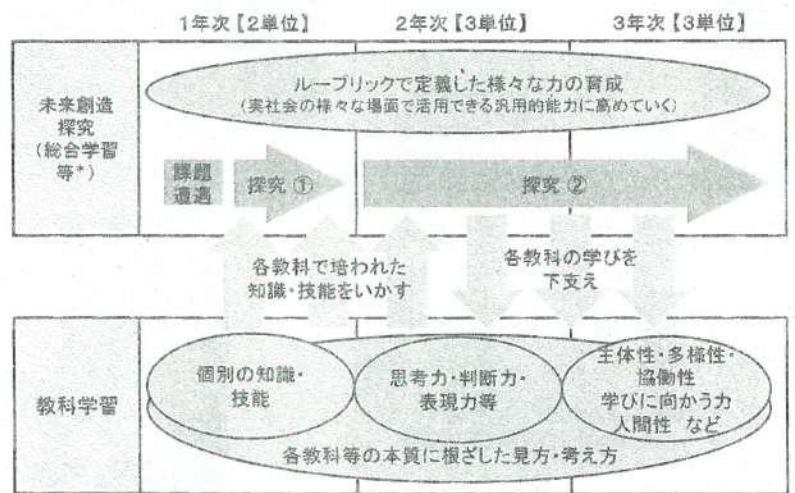 1年次【2単位】 2年次【3単位】 3年次【3単位】
未来創造
探究
(総合学習
等*)
ルーブリックで定義した様々な力の育成
(実社会の様々な場面で活用できる汎用的能力に高めていく)
課題
遭遇
探究 ①
探究 ②
各教科で培われた
知識・技能をいかす
各教科の学びを
下支え
教科学習
個別の知識・
技能
思考力・判断力・
表現力等
主体性・多様性・
協働性
学びに向かう力
人間性 など
各教科等の本質に根ざした見方・考え方